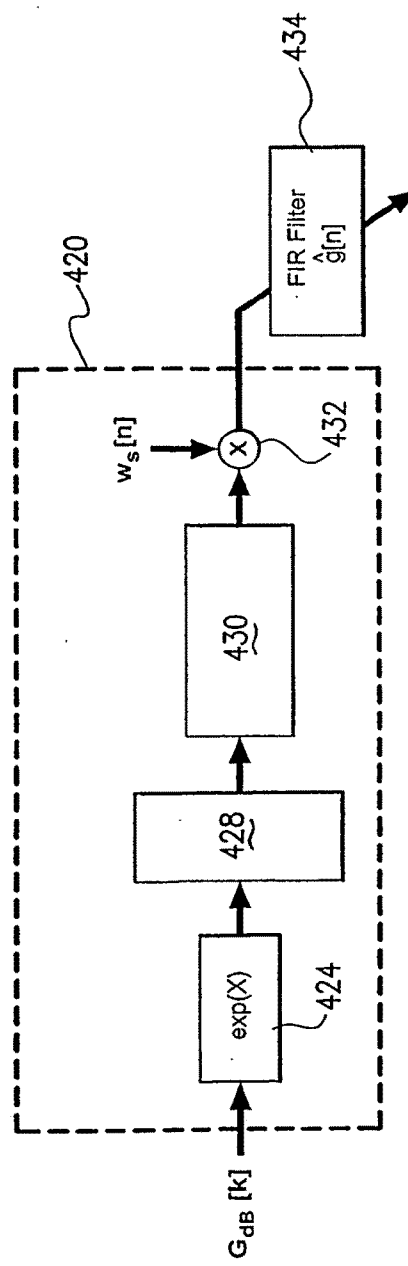 420
G_dB [k]
exp(X)
424
428
430
w_s[n]
X
432
FIR Filter
ĝ[n]
434